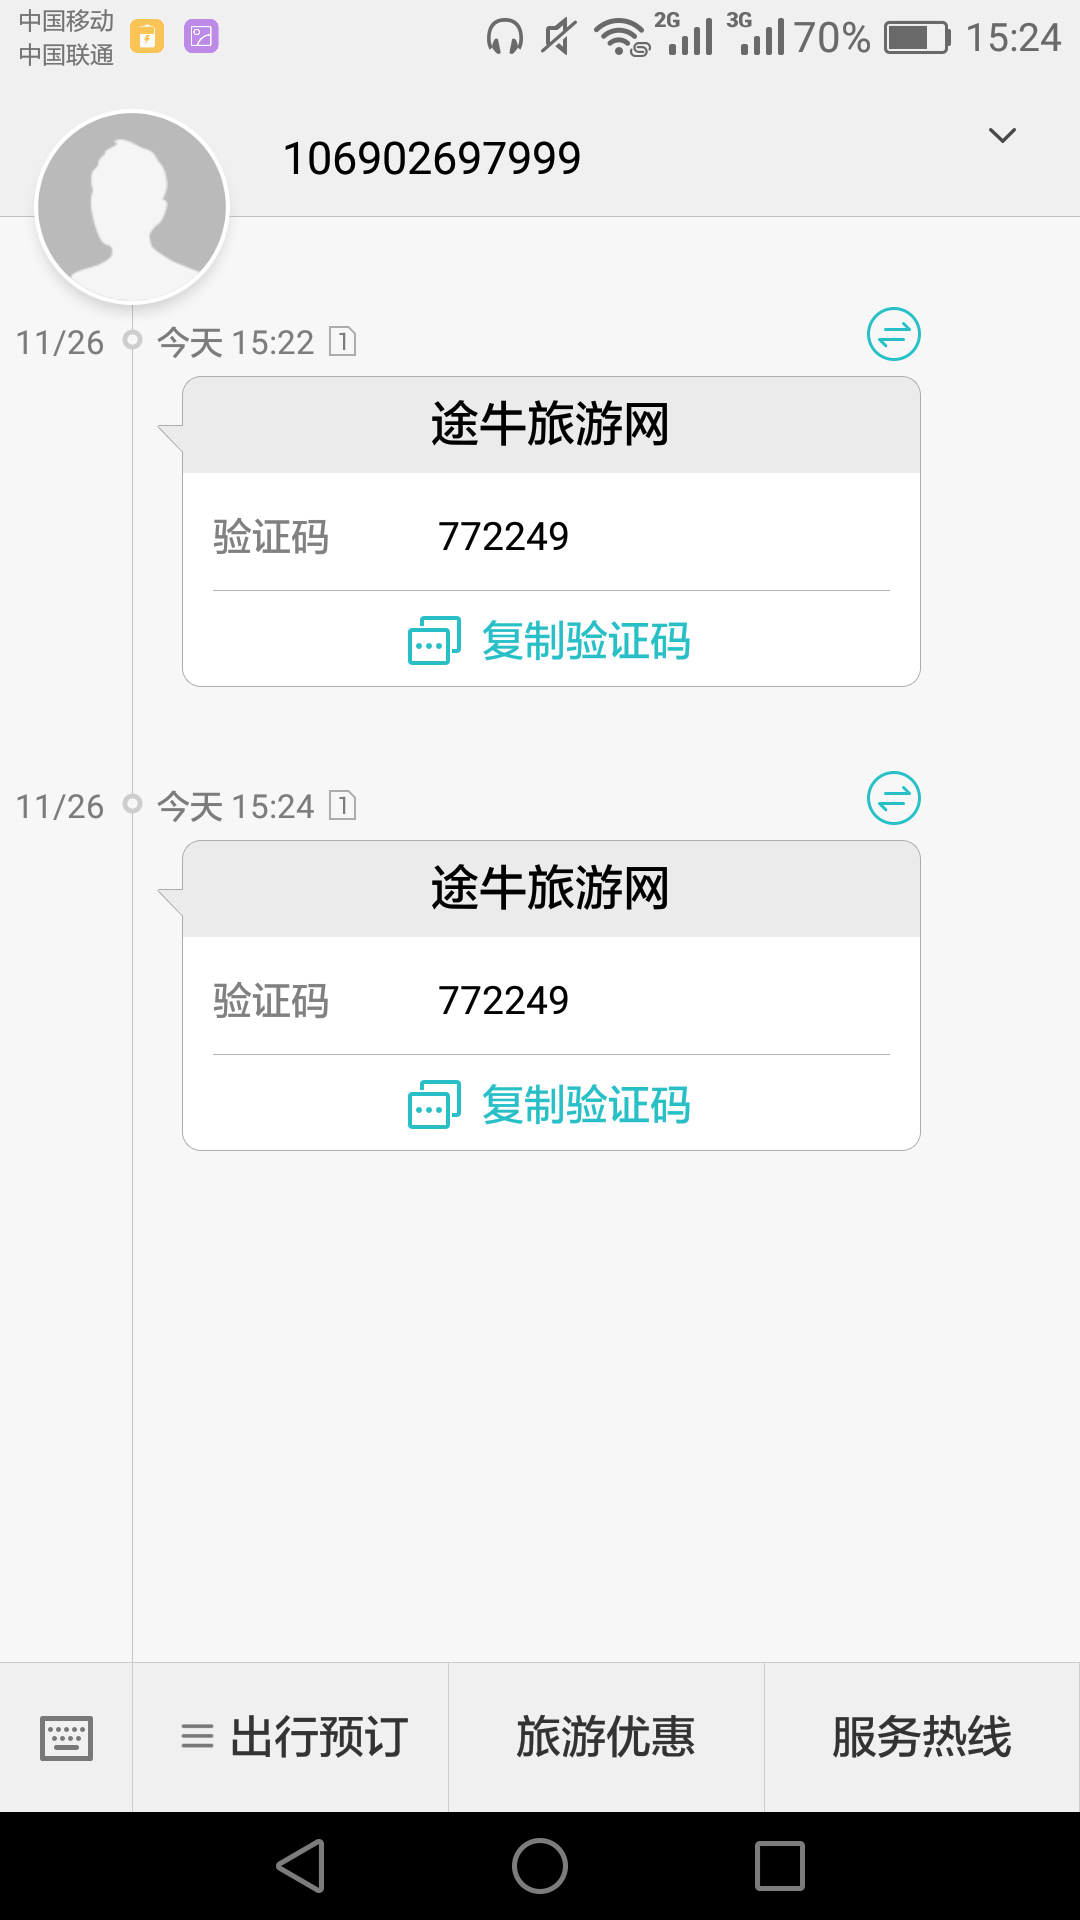 中国移动
中国联通
2G
3G
70%
15:24
106902697999
11/26
今天 15:22
1
途牛旅游网
验证码 772249
复制验证码
11/26
今天 15:24
1
途牛旅游网
验证码 772249
复制验证码
出行预订
旅游优惠
服务热线